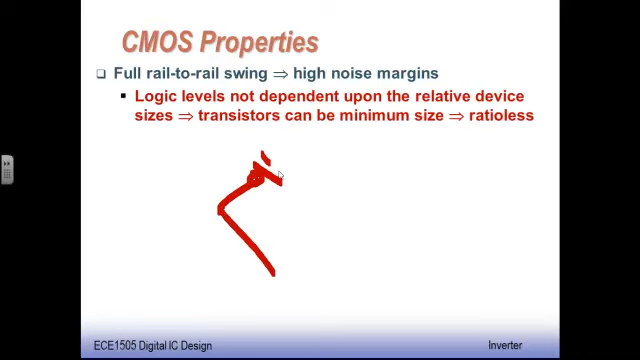 CMOS Properties
Full rail-to-rail swing ⇒ high noise margins
Logic levels not dependent upon the relative device
sizes ⇒ transistors can be minimum size ⇒ ratioless
ECE1505 Digital IC Design
Inverter